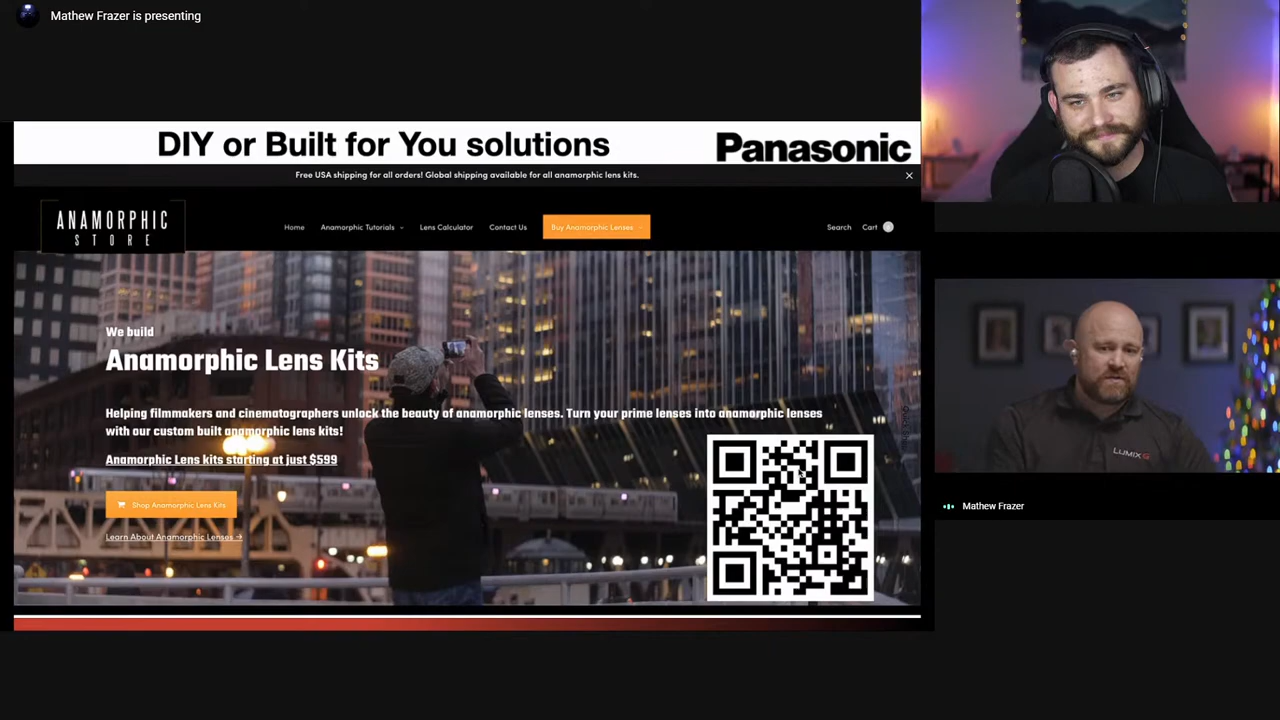 Mathew Frazer is presenting
DIY or Built for You solutions
Panasonic
Free USA shipping for all orders! Global shipping available for all anamorphic lens kits.
ANAMORPHIC
STORE
Home
Anamorphic Tutorials
Lens Calculator
Contact Us
Buy Anamorphic Lenses
Search
Cart
We build
Anamorphic Lens Kits
Helping filmmakers and cinematographers unlock the beauty of anamorphic lenses. Turn your prime lenses into anamorphic lenses
with our custom built anamorphic lens kits!
Anamorphic Lens kits starting at just $599
Shop Anamorphic Lens Kits
Learn About Anamorphic Lenses →
LUMIX G
Mathew Frazer